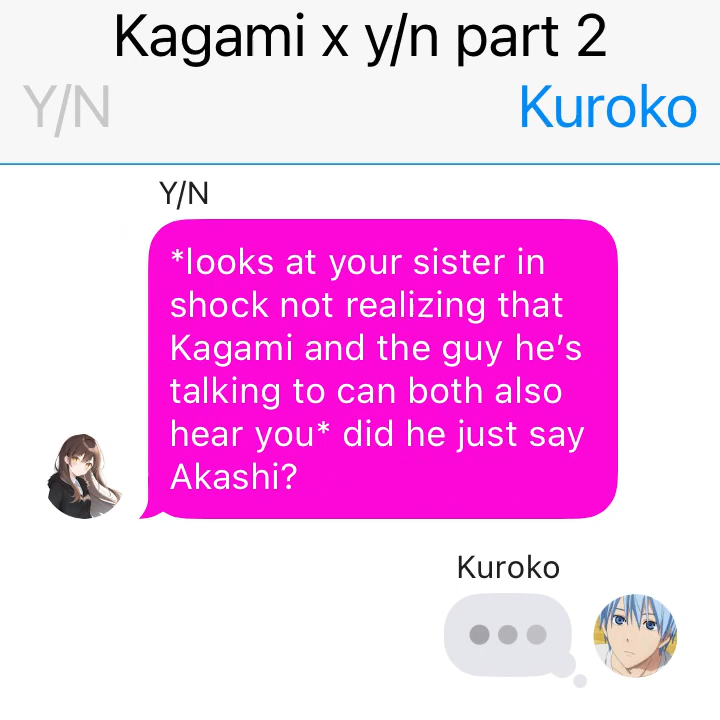 Kagami x y/n part 2
Y/N
Kuroko
Y/N
*looks at your sister in
shock not realizing that
Kagami and the guy he’s
talking to can both also
hear you* did he just say
Akashi?
Kuroko